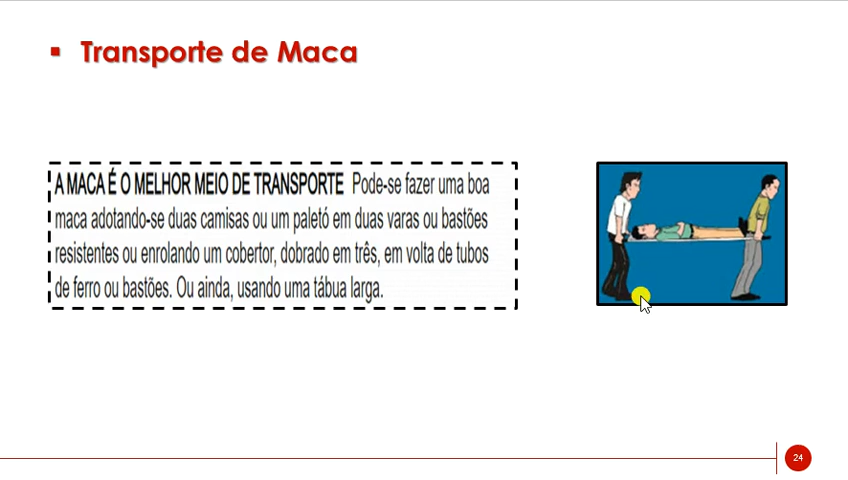 Transporte de Maca
A MACA É O MELHOR MEIO DE TRANSPORTE Pode-se fazer uma boa
maca adotando-se duas camisas ou um paletó em duas varas ou bastões
resistentes ou enrolando um cobertor, dobrado em três, em volta de tubos
de ferro ou bastões. Ou ainda, usando uma tábua larga.
24